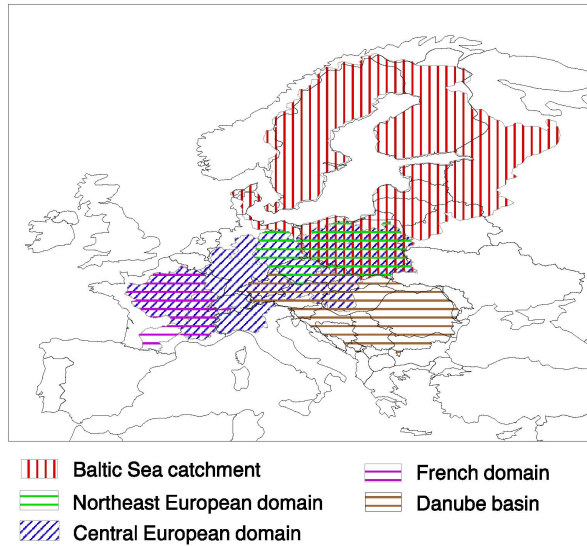 Baltic Sea catchment
French domain
Northeast European domain
Danube basin
Central European domain